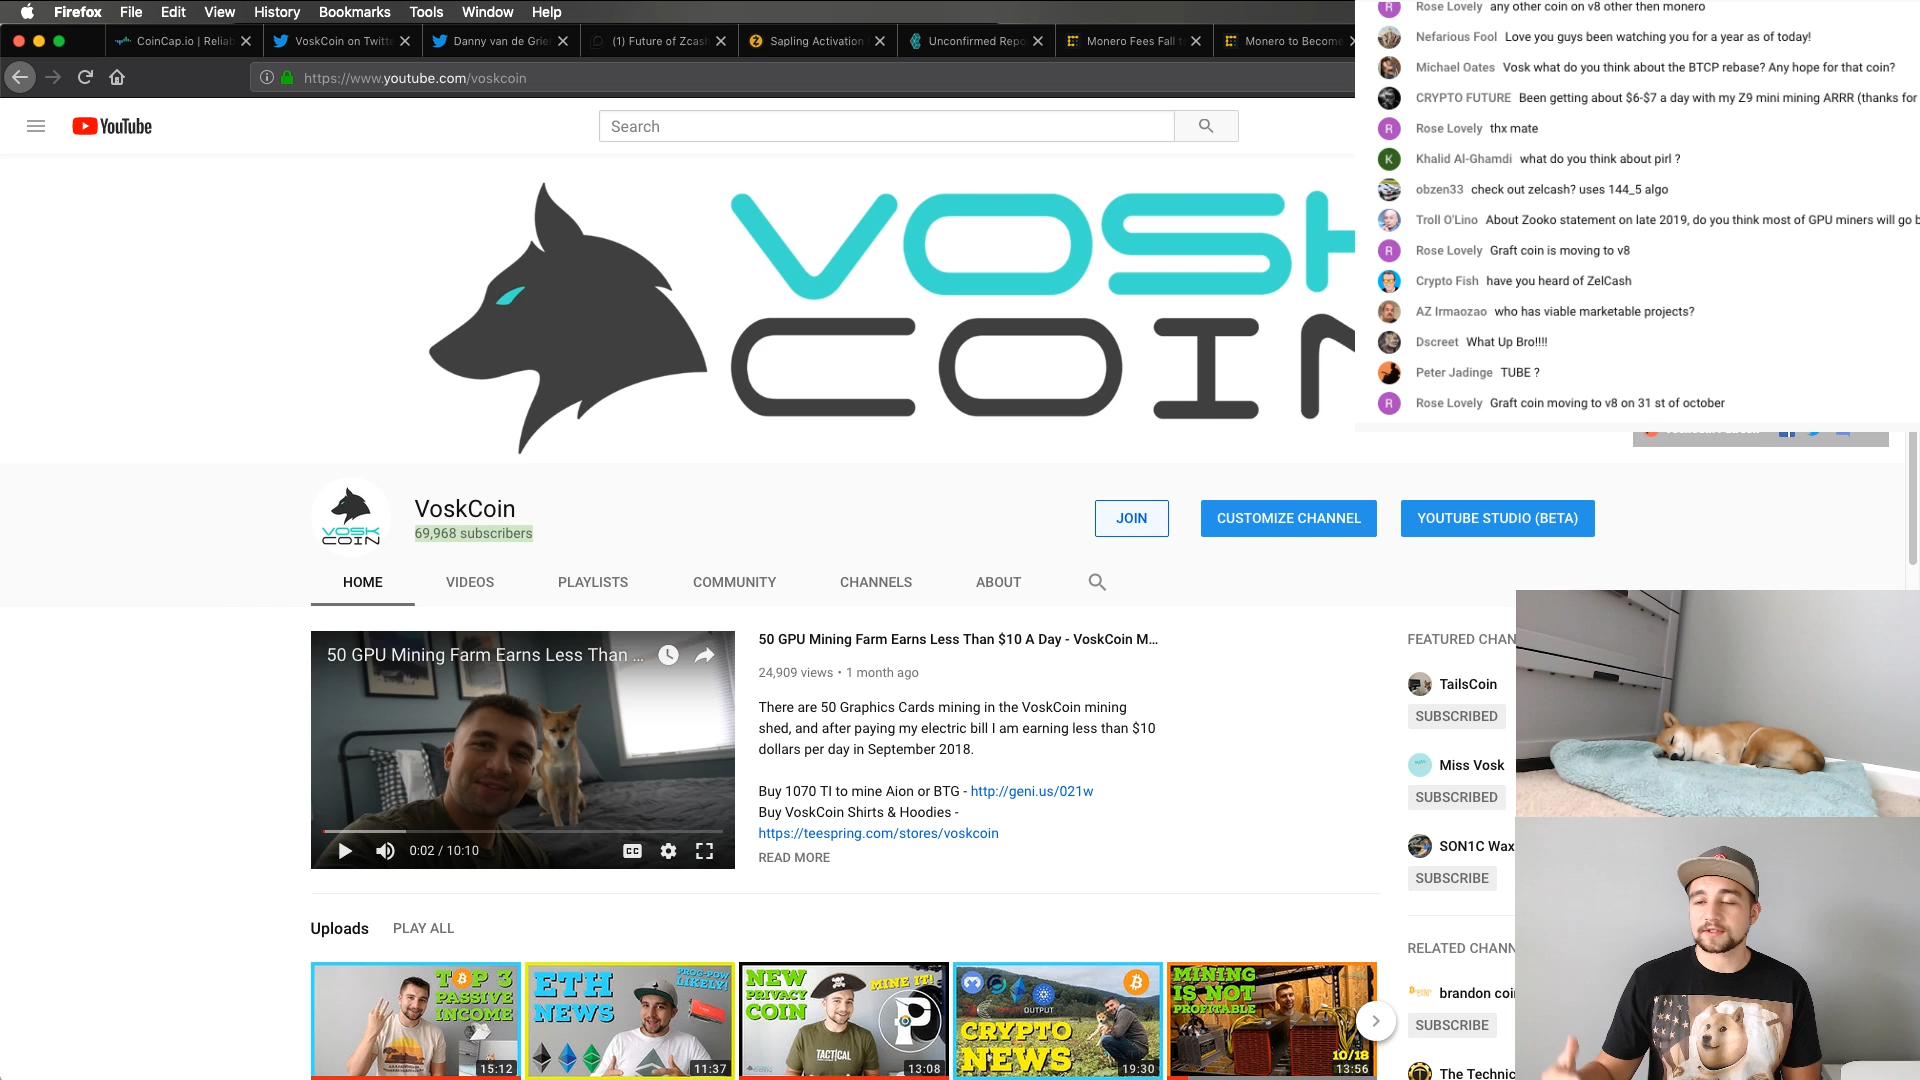 Firefox File Edit View History Bookmarks Tools Window Help
CoinCap.io | Reliab
VoskCoin on Twitte
Danny van de Grie
(1) Future of Zcash
Sapling Activation
Unconfirmed Repo
Monero Fees Fall t
Monero to Become
https://www.youtube.com/voskcoin
YouTube
Search
VOSK
COIN
Rose Lovely any other coin on v8 other then monero
Nefarious Fool Love you guys been watching you for a year as of today!
Michael Oates Vosk what do you think about the BTCP rebase? Any hope for that coin?
CRYPTO FUTURE Been getting about $6-$7 a day with my Z9 mini mining ARRR (thanks for
Rose Lovely thx mate
Khalid Al-Ghamdi what do you think about pirl ?
obzen33 check out zelcash? uses 144_5 algo
Troll O'Lino About Zooko statement on late 2019, do you think most of GPU miners will go b
Rose Lovely Graft coin is moving to v8
Crypto Fish have you heard of ZelCash
AZ Irmaozao who has viable marketable projects?
Dscreet What Up Bro!!!!
Peter Jadinge TUBE ?
Rose Lovely Graft coin moving to v8 on 31 st of october
VOSK
COIN
VoskCoin
69,968 subscribers
JOIN
CUSTOMIZE CHANNEL
YOUTUBE STUDIO (BETA)
HOME VIDEOS PLAYLISTS COMMUNITY CHANNELS ABOUT
50 GPU Mining Farm Earns Less Than ...
0:02 / 10:10
CC
50 GPU Mining Farm Earns Less Than $10 A Day - VoskCoin M...
24,909 views • 1 month ago
There are 50 Graphics Cards mining in the VoskCoin mining
shed, and after paying my electric bill I am earning less than $10
dollars per day in September 2018.
Buy 1070 TI to mine Aion or BTG - http://geni.us/021w
Buy VoskCoin Shirts & Hoodies -
https://teespring.com/stores/voskcoin
READ MORE
FEATURED CHAN
TailsCoin
SUBSCRIBED
Miss Vosk
SUBSCRIBED
SON1C Wax
SUBSCRIBE
RELATED CHANN
brandon coi
SUBSCRIBE
The Technic
Uploads PLAY ALL
TOP 3
PASSIVE
INCOME
15:12
ETH
NEWS
PROG-POW
LIKELY!
11:37
NEW
PRIVACY
COIN
MINE IT!
TACTICAL
13:08
OUTPUT
CRYPTO
NEWS
19:30
MINING
IS NOT
PROFITABLE
10/18
13:56